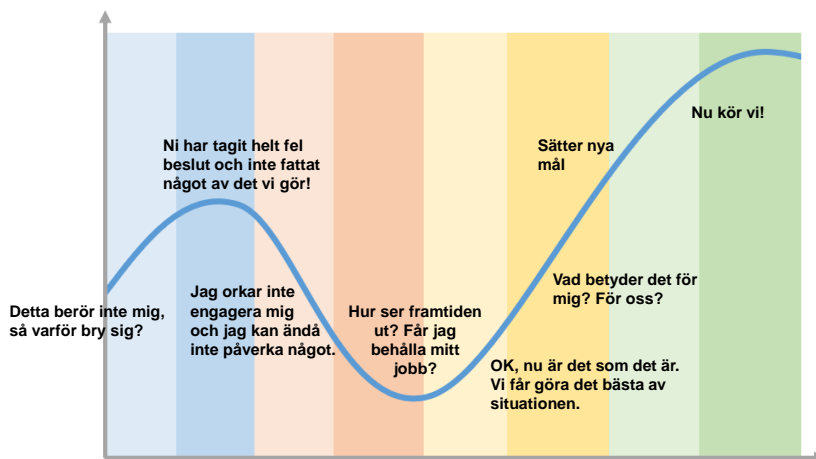 Detta berör inte mig,
så varför bry sig?
Ni har tagit helt fel
beslut och inte fattat
något av det vi gör!
Jag orkar inte
engagera mig
och jag kan ändå
inte påverka något.
Hur ser framtiden
ut? Får jag
behålla mitt
jobb?
OK, nu är det som det är.
Vi får göra det bästa av
situationen.
Vad betyder det för
mig? För oss?
Sätter nya
mål
Nu kör vi!